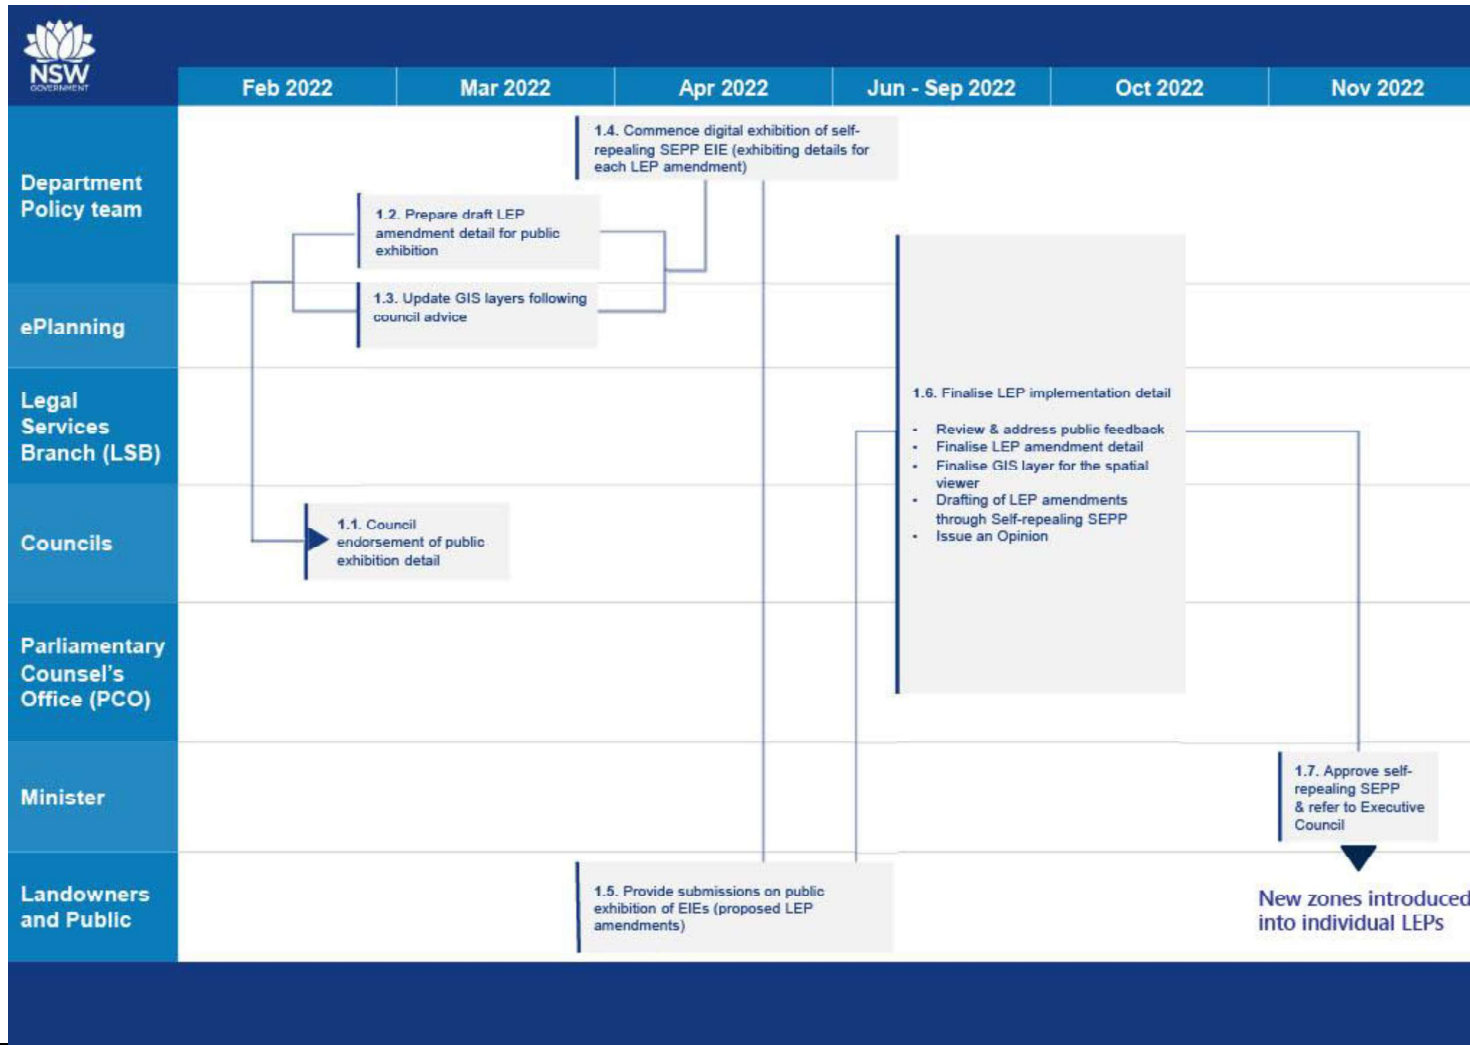 NSW
GOVERNMENT
Feb 2022
Mar 2022
Apr 2022
Jun - Sep 2022
Oct 2022
Nov 2022
Department
Policy team
1.4. Commence digital exhibition of self-
repealing SEPP EIE (exhibiting details for
each LEP amendment)
1.2. Prepare draft LEP
amendment detail for public
exhibition
ePlanning
1.3. Update GIS layers following
council advice
Legal
Services
Branch (LSB)
1.6. Finalise LEP implementation detail
- Review & address public feedback
- Finalise LEP amendment detail
- Finalise GIS layer for the spatial
viewer
- Drafting of LEP amendments
through Self-repealing SEPP
- Issue an Opinion
Councils
1.1. Council
endorsement of public
exhibition detail
Parliamentary
Counsel's
Office (PCO)
Minister
1.7. Approve self-
repealing SEPP
& refer to Executive
Council
Landowners
and Public
1.5. Provide submissions on public
exhibition of EIEs (proposed LEP
amendments)
New zones introduced
into individual LEPs